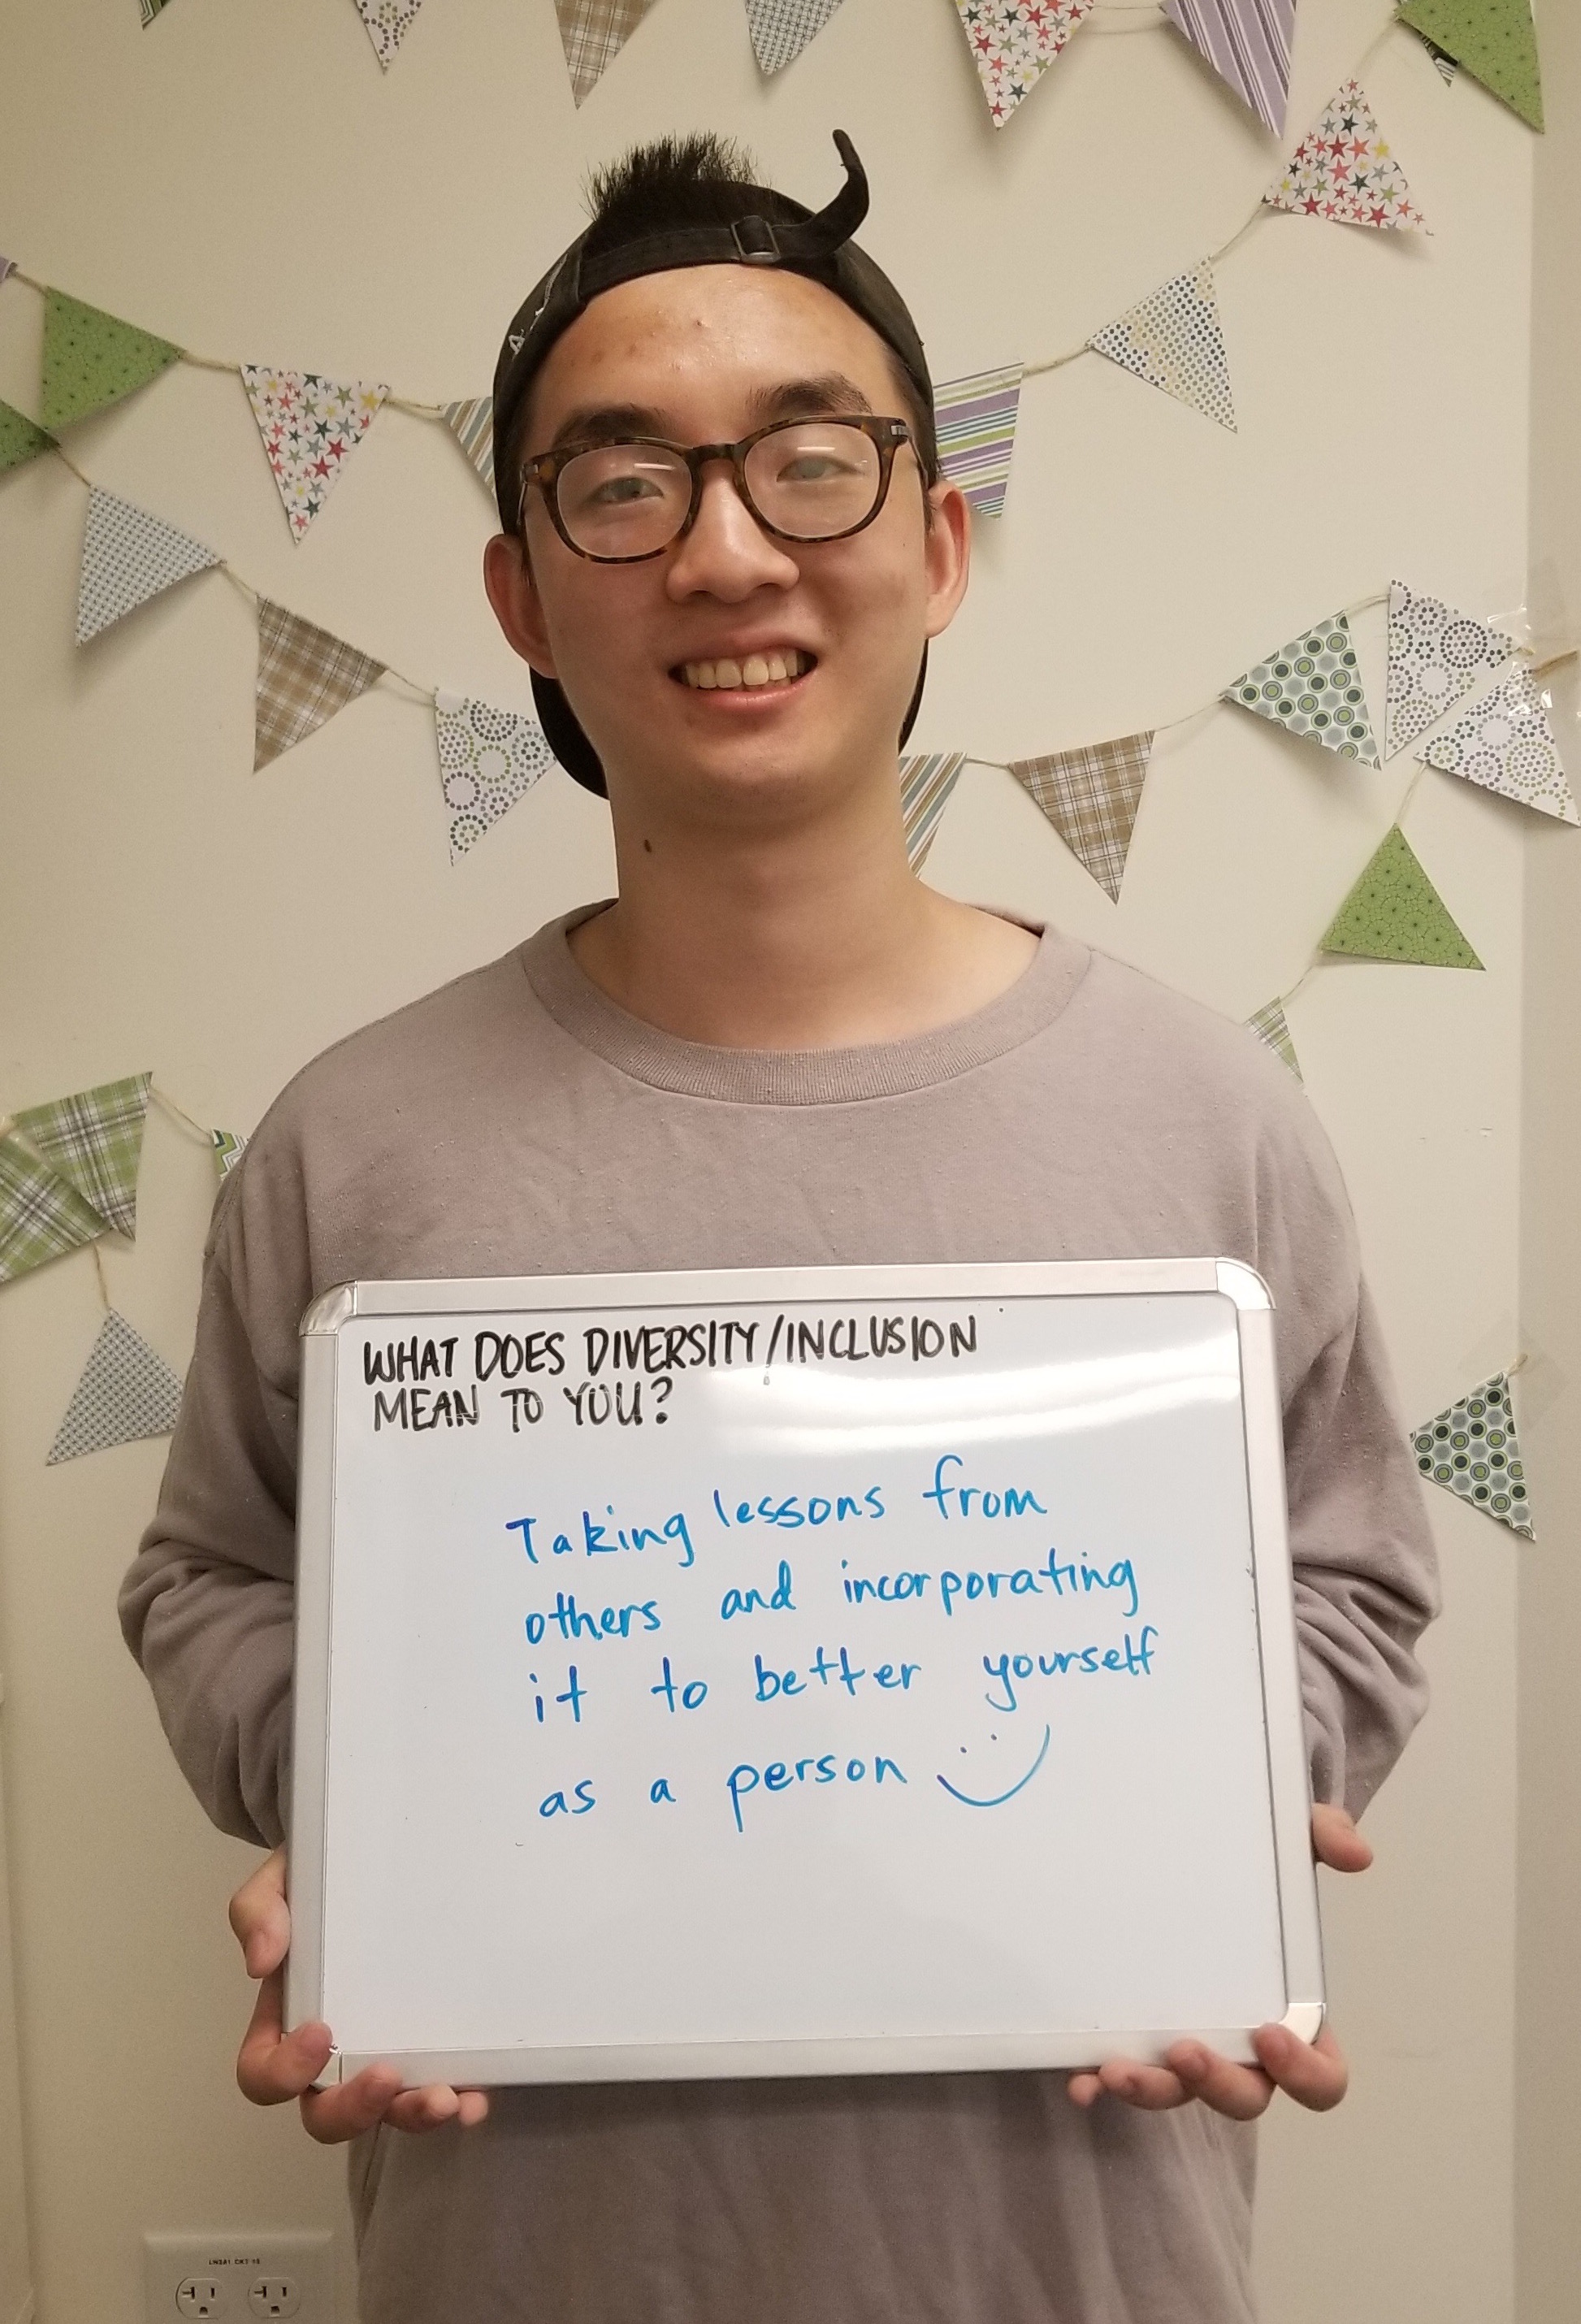 WHAT DOES DIVERSITY/INCLUSION
MEAN TO YOU?
Taking lessons from
others and incorporating
it to better yourself
as a person